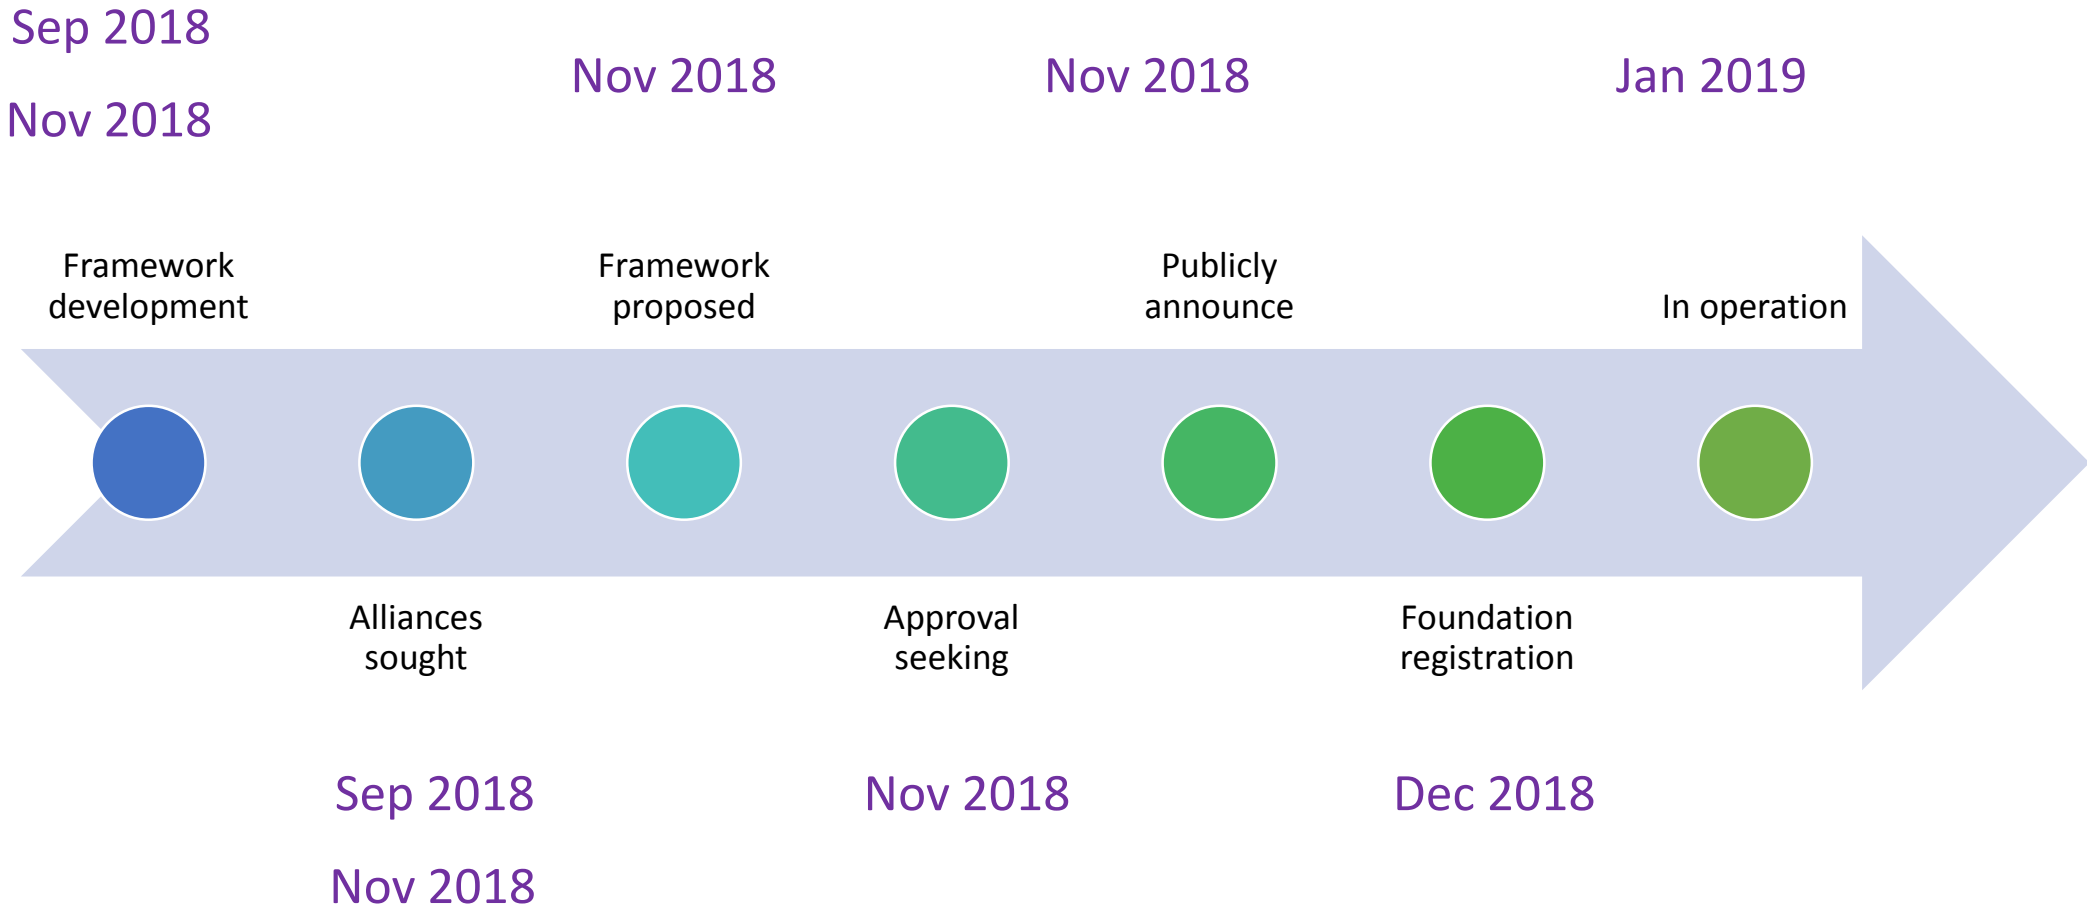 Sep 2018
Nov 2018
Nov 2018
Nov 2018
Jan 2019
Framework
development
Framework
proposed
Publicly
announce
In operation
Alliances
sought
Approval
seeking
Foundation
registration
Sep 2018
Nov 2018
Nov 2018
Dec 2018